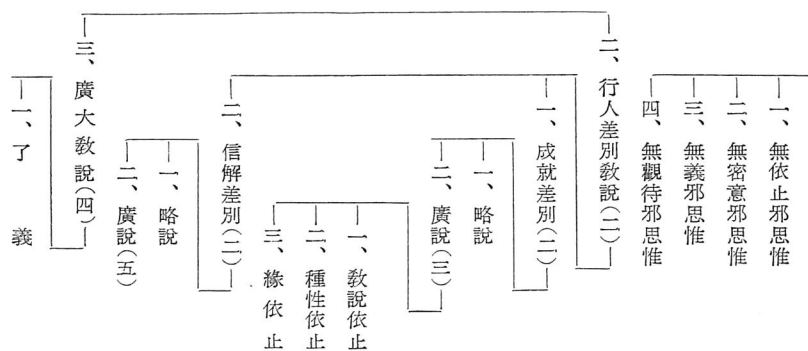 一、無依止邪思惟
二、無密意邪思惟
三、無義邪思惟
四、無觀待邪思惟
二、行人差別敎說(二)
一、成就差別(二)
一、略說
二、廣說(三)
一、敎說依止
二、種性依止
三、緣依止
二、信解差別(二)
一、略說
二、廣說(五)
三、廣大敎說(四)
一、了義